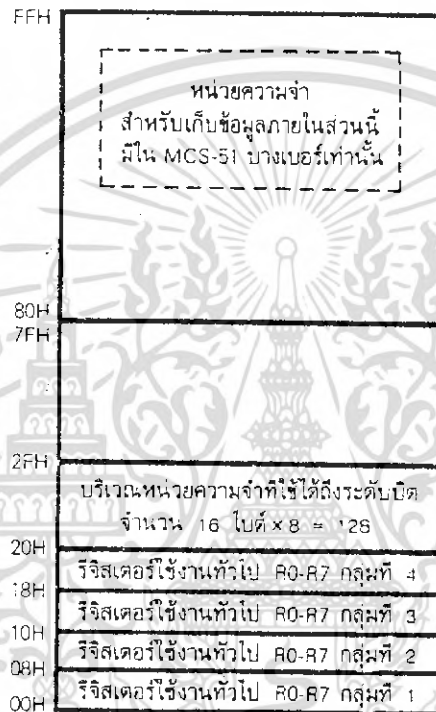 FFH
หน่วยความจำ
สำหรับเก็บข้อมูลภายในส่วนนี้
มีใน MCS-51 บางเบอร์เท่านั้น
80H
7FH
2FH
บริเวณหน่วยความจำที่ใช้ได้ถึงระดับบิต
จำนวน 16 ไบต์ × 8 = 128
20H
รีจิสเตอร์ใช้งานทั่วไป R0-R7 กลุ่มที่ 4
18H
รีจิสเตอร์ใช้งานทั่วไป R0-R7 กลุ่มที่ 3
10H
รีจิสเตอร์ใช้งานทั่วไป R0-R7 กลุ่มที่ 2
08H
รีจิสเตอร์ใช้งานทั่วไป R0-R7 กลุ่มที่ 1
00H